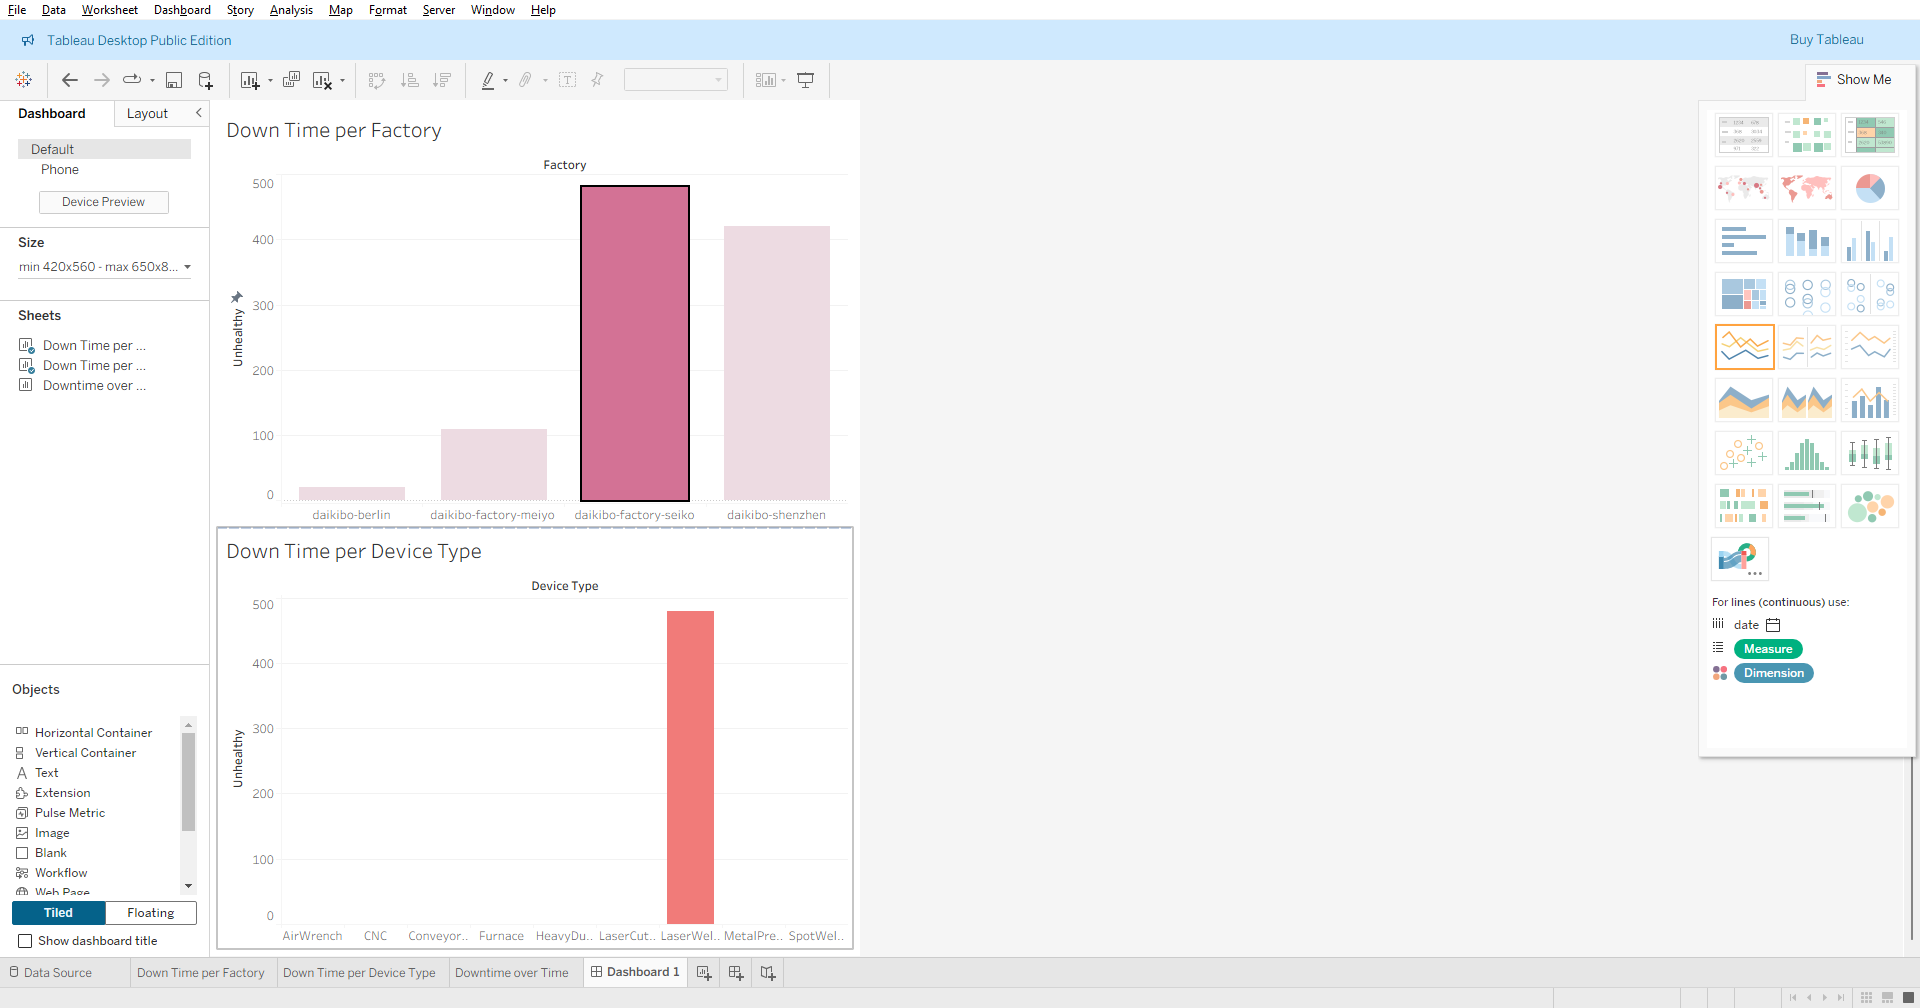 File Data Worksheet Dashboard Story Analysis Map Format Server Window Help
Tableau Desktop Public Edition
Buy Tableau
Show Me
Dashboard
Layout
Default
Phone
Device Preview
Size
min 420x560 - max 650x8...
Sheets
Down Time per ...
Down Time per ...
Downtime over ...
Objects
Horizontal Container
Vertical Container
Text
Extension
Pulse Metric
Image
Blank
Workflow
Web Page
Tiled
Floating
Show dashboard title
Down Time per Factory
Factory
Unhealthy
500
400
300
200
100
0
daikibo-berlin
daikibo-factory-meiyo
daikibo-factory-seiko
daikibo-shenzhen
Down Time per Device Type
Device Type
Unhealthy
500
400
300
200
100
0
AirWrench
CNC
Conveyor..
Furnace
HeavyDu..
LaserCut..
LaserWel..
MetalPre..
SpotWel..
For lines (continuous) use:
date
Measure
Dimension
Data Source
Down Time per Factory
Down Time per Device Type
Downtime over Time
Dashboard 1